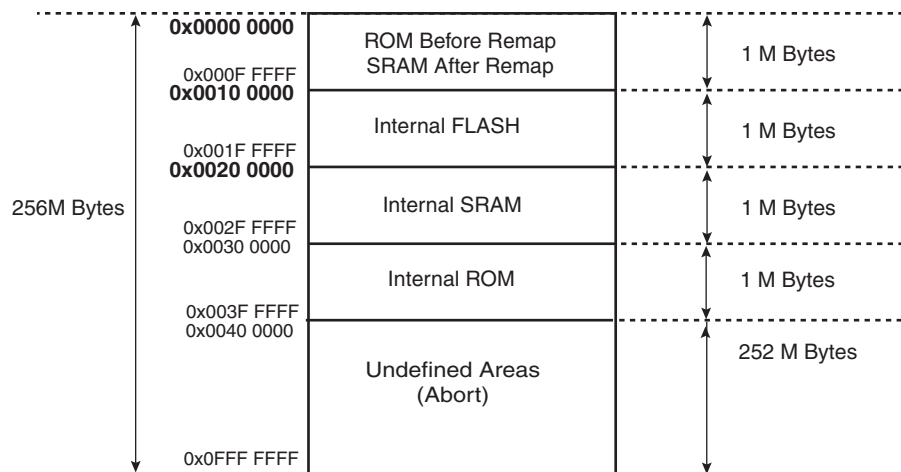 0x0000 0000
ROM Before Remap
SRAM After Remap
1 M Bytes
0x000F FFFF
0x0010 0000
Internal FLASH
1 M Bytes
0x001F FFFF
0x0020 0000
256M Bytes
Internal SRAM
1 M Bytes
0x002F FFFF
0x0030 0000
Internal ROM
1 M Bytes
0x003F FFFF
0x0040 0000
252 M Bytes
Undefined Areas
(Abort)
0x0FFF FFFF